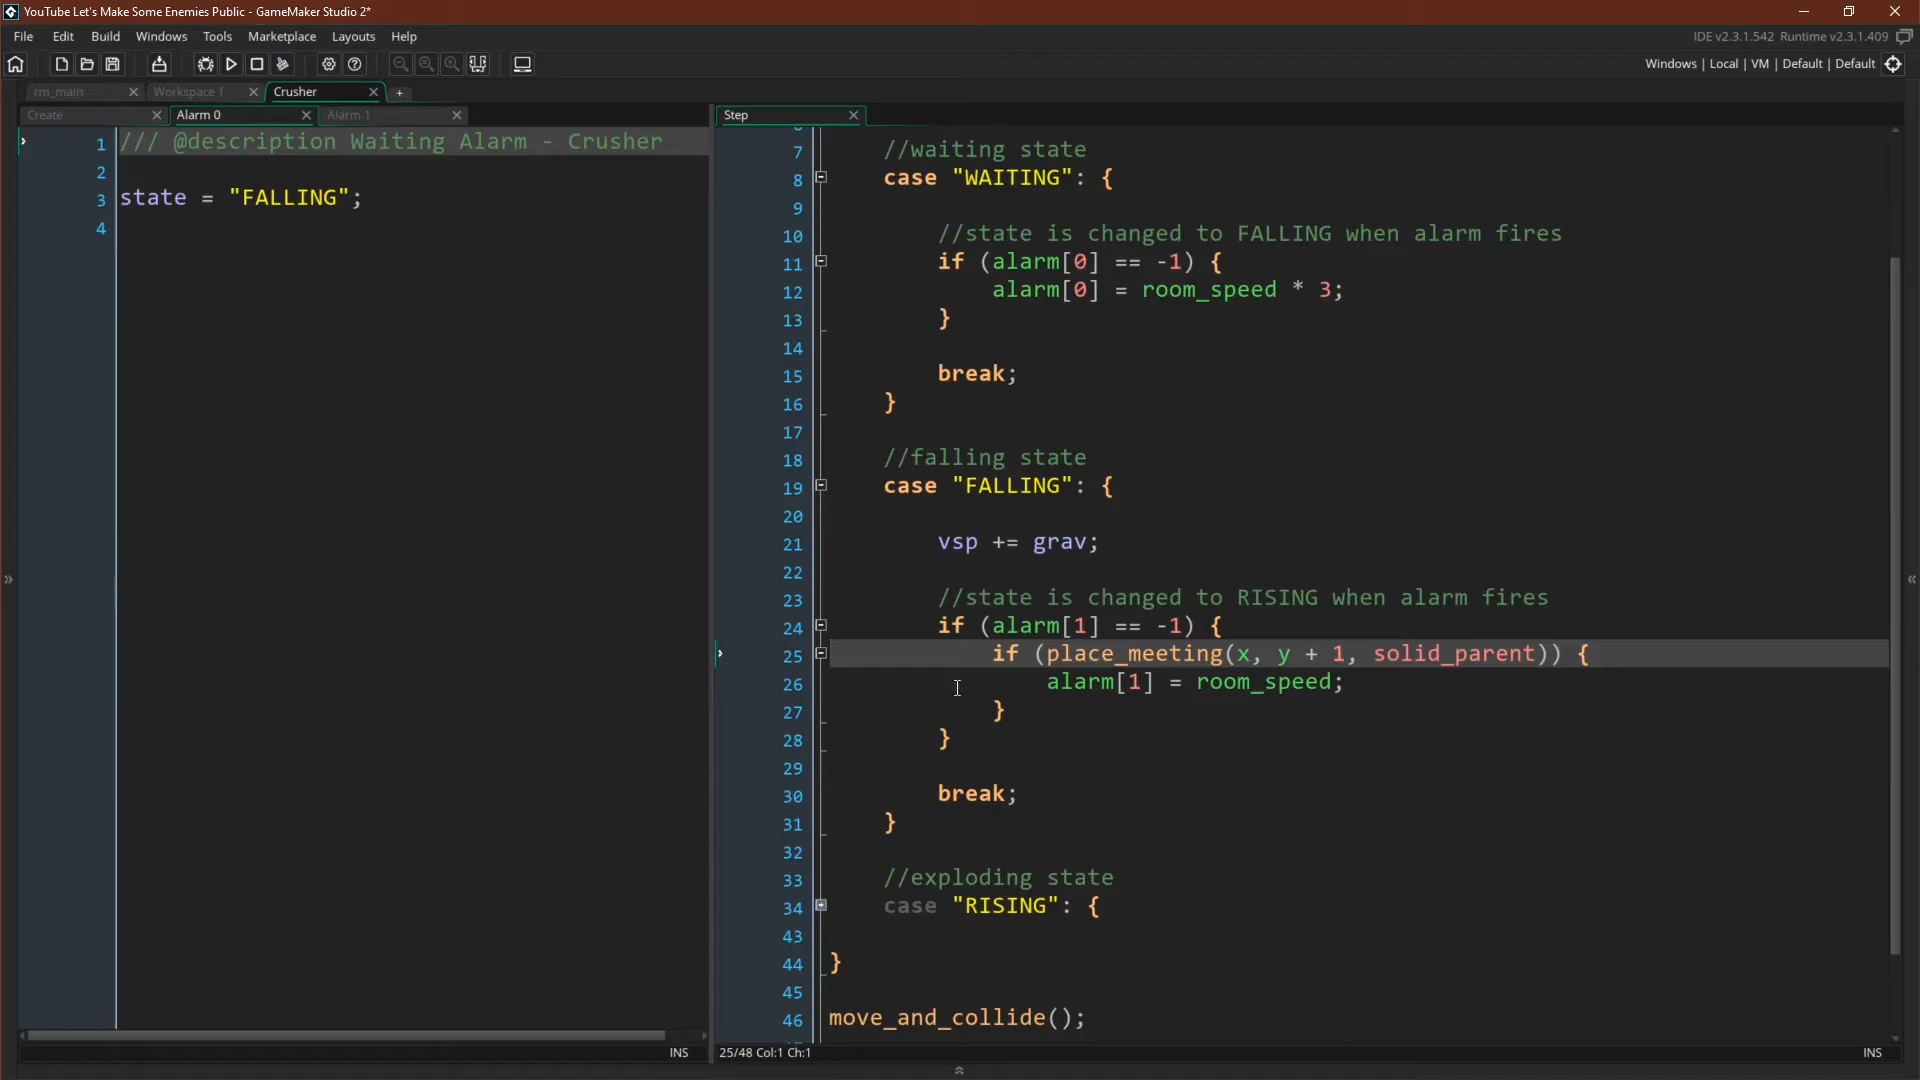 YouTube Let's Make Some Enemies Public - GameMaker Studio 2*
File Edit Build Windows Tools Marketplace Layouts Help
IDE v2.3.1.542 Runtime v2.3.1.409
Windows | Local | VM | Default | Default
rm_main Workspace 1 Crusher
Create Alarm 0 Alarm 1
1 /// @description Waiting Alarm - Crusher
2
3 state = "FALLING";
4
INS
Step
7 //waiting state
8 case "WAITING": {
9
10 //state is changed to FALLING when alarm fires
11 if (alarm[0] == -1) {
12 alarm[0] = room_speed * 3;
13 }
14
15 break;
16 }
17
18 //falling state
19 case "FALLING": {
20
21 vsp += grav;
22
23 //state is changed to RISING when alarm fires
24 if (alarm[1] == -1) {
25 if (place_meeting(x, y + 1, solid_parent)) {
26 alarm[1] = room_speed;
27 }
28 }
29
30 break;
31 }
32
33 //exploding state
34 case "RISING": {
43
44 }
45
46 move_and_collide();
25/48 Col:1 Ch:1
INS